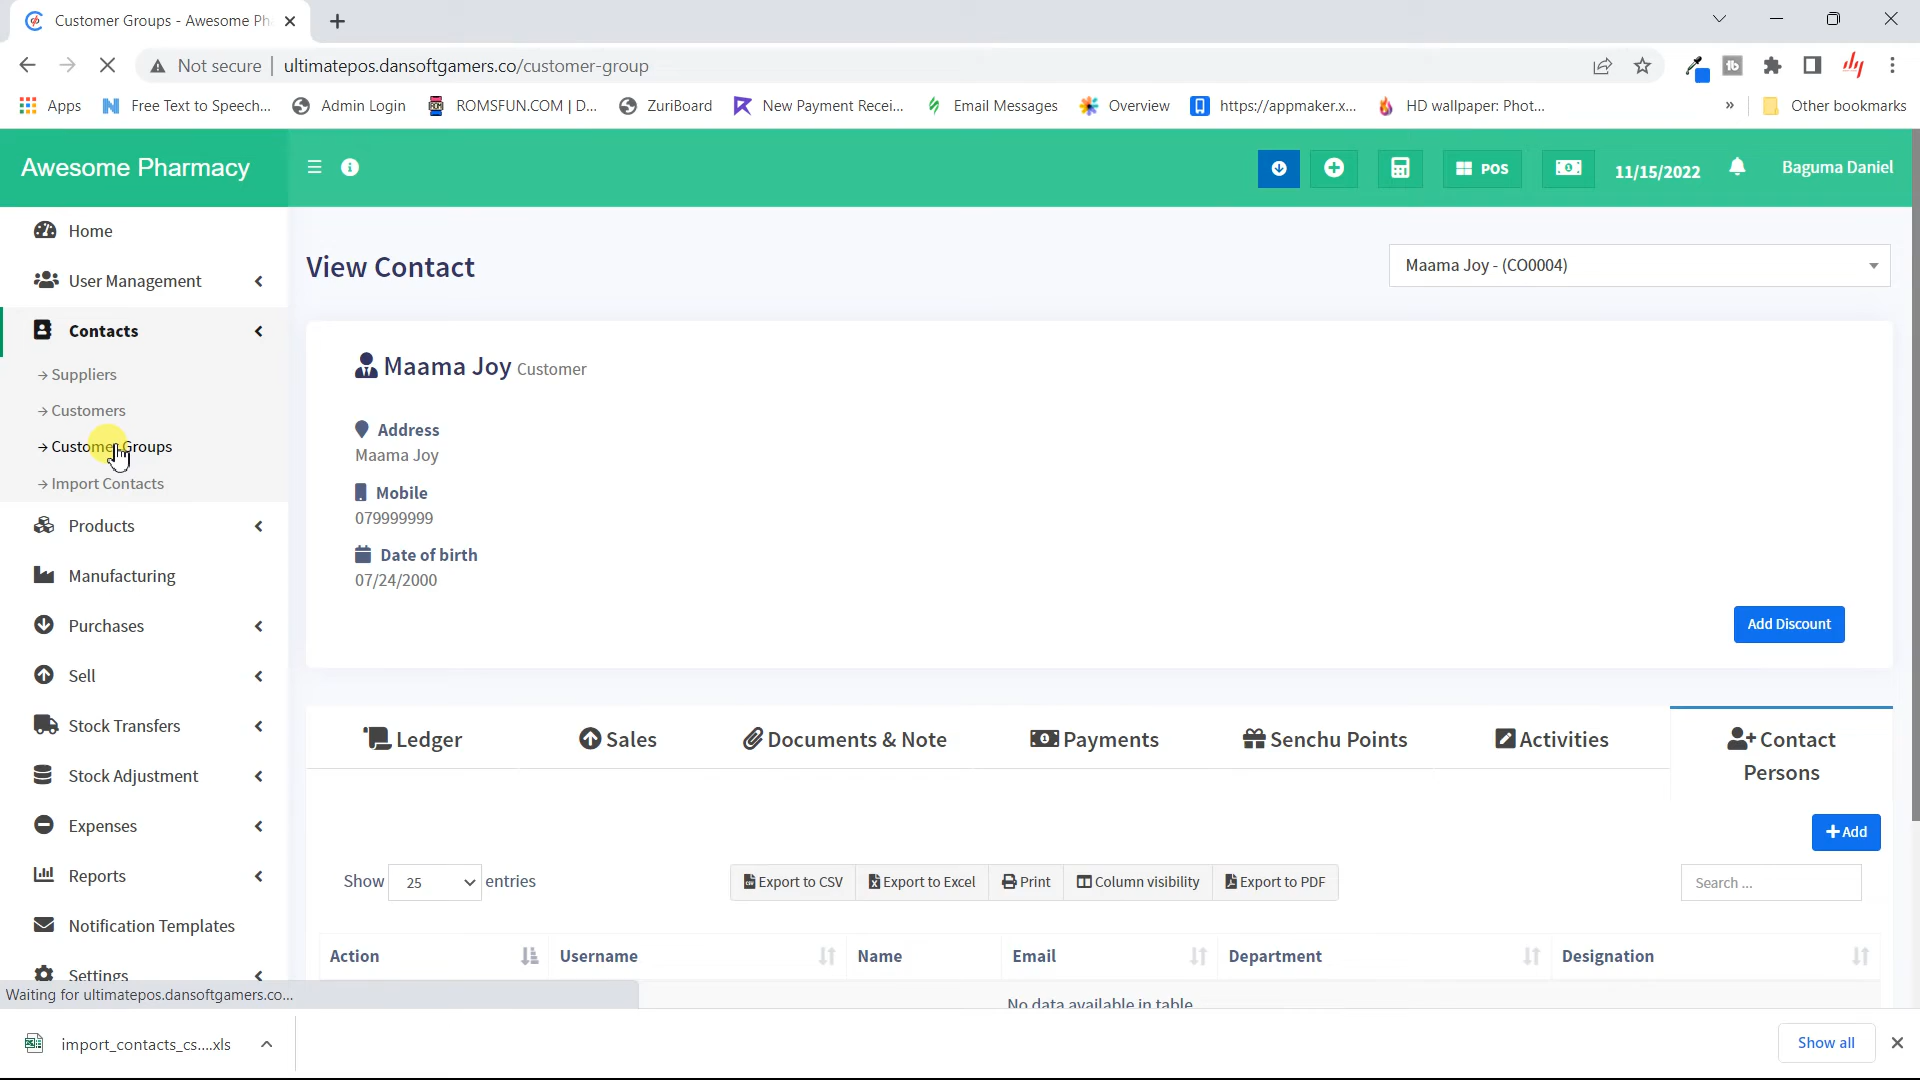 Customer Groups - Awesome Ph
Not secure | ultimatepos.dansoftgamers.co/customer-group
Apps
Free Text to Speech...
Admin Login
ROMSFUN.COM | D...
ZuriBoard
New Payment Recei...
Email Messages
Overview
https://appmaker.x...
HD wallpaper: Phot...
»
Other bookmarks
Awesome Pharmacy
POS
11/15/2022
Baguma Daniel
Home
User Management
Contacts
Suppliers
Customers
Customer Groups
Import Contacts
Products
Manufacturing
Purchases
Sell
Stock Transfers
Stock Adjustment
Expenses
Reports
Notification Templates
Settings
View Contact
Maama Joy - (CO0004)
Maama Joy Customer
Address
Maama Joy
Mobile
079999999
Date of birth
07/24/2000
Add Discount
Ledger
Sales
Documents & Note
Payments
Senchu Points
Activities
Contact
Persons
Add
Show 25 entries
Export to CSV
Export to Excel
Print
Column visibility
Export to PDF
Search ...
Action
Username
Name
Email
Department
Designation
No data available in table
Waiting for ultimatepos.dansoftgamers.co...
import_contacts_cs....xls
Show all